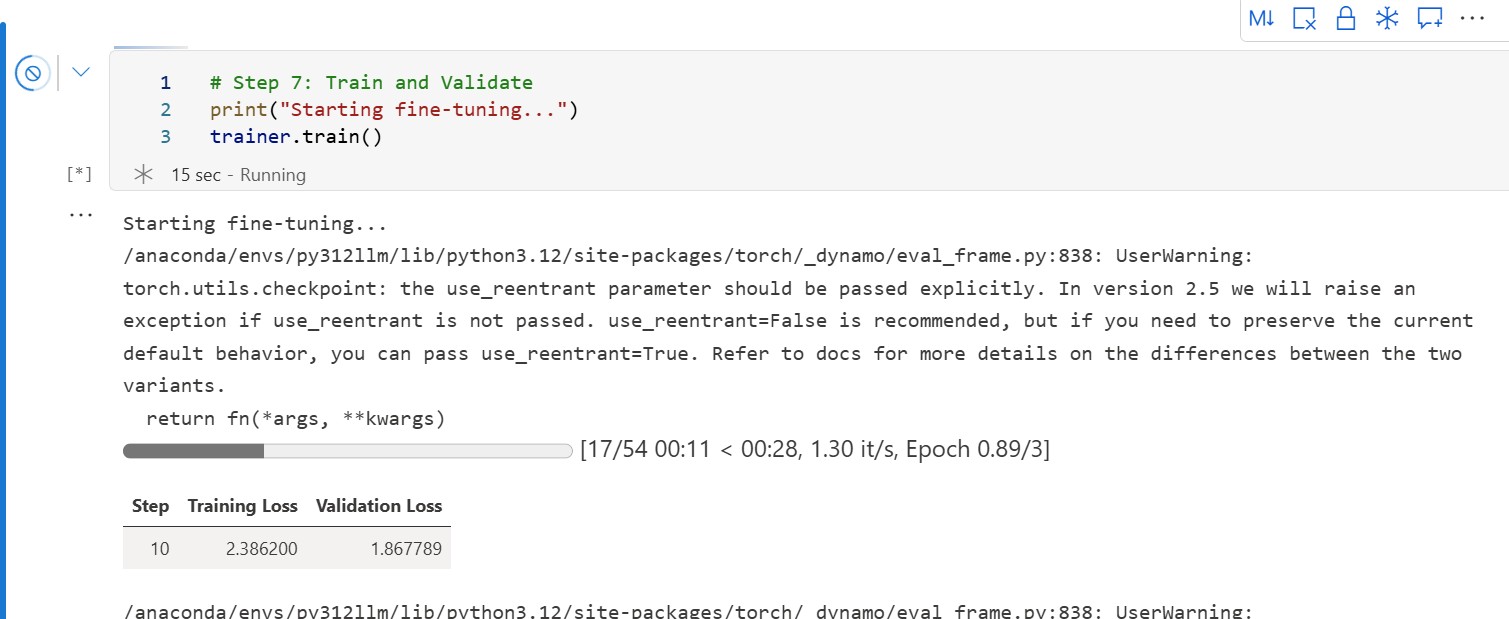 M↓
1 # Step 7: Train and Validate
2 print("Starting fine-tuning...")
3 trainer.train()
[*] 15 sec - Running
Starting fine-tuning...
/anaconda/envs/py312llm/lib/python3.12/site-packages/torch/_dynamo/eval_frame.py:838: UserWarning:
torch.utils.checkpoint: the use_reentrant parameter should be passed explicitly. In version 2.5 we will raise an
exception if use_reentrant is not passed. use_reentrant=False is recommended, but if you need to preserve the current
default behavior, you can pass use_reentrant=True. Refer to docs for more details on the differences between the two
variants.
return fn(*args, **kwargs)
[17/54 00:11 < 00:28, 1.30 it/s, Epoch 0.89/3]
Step Training Loss Validation Loss
10 2.386200 1.867789
/anaconda/envs/py312llm/lib/python3.12/site-packages/torch/_dynamo/eval_frame.py:838: UserWarning: